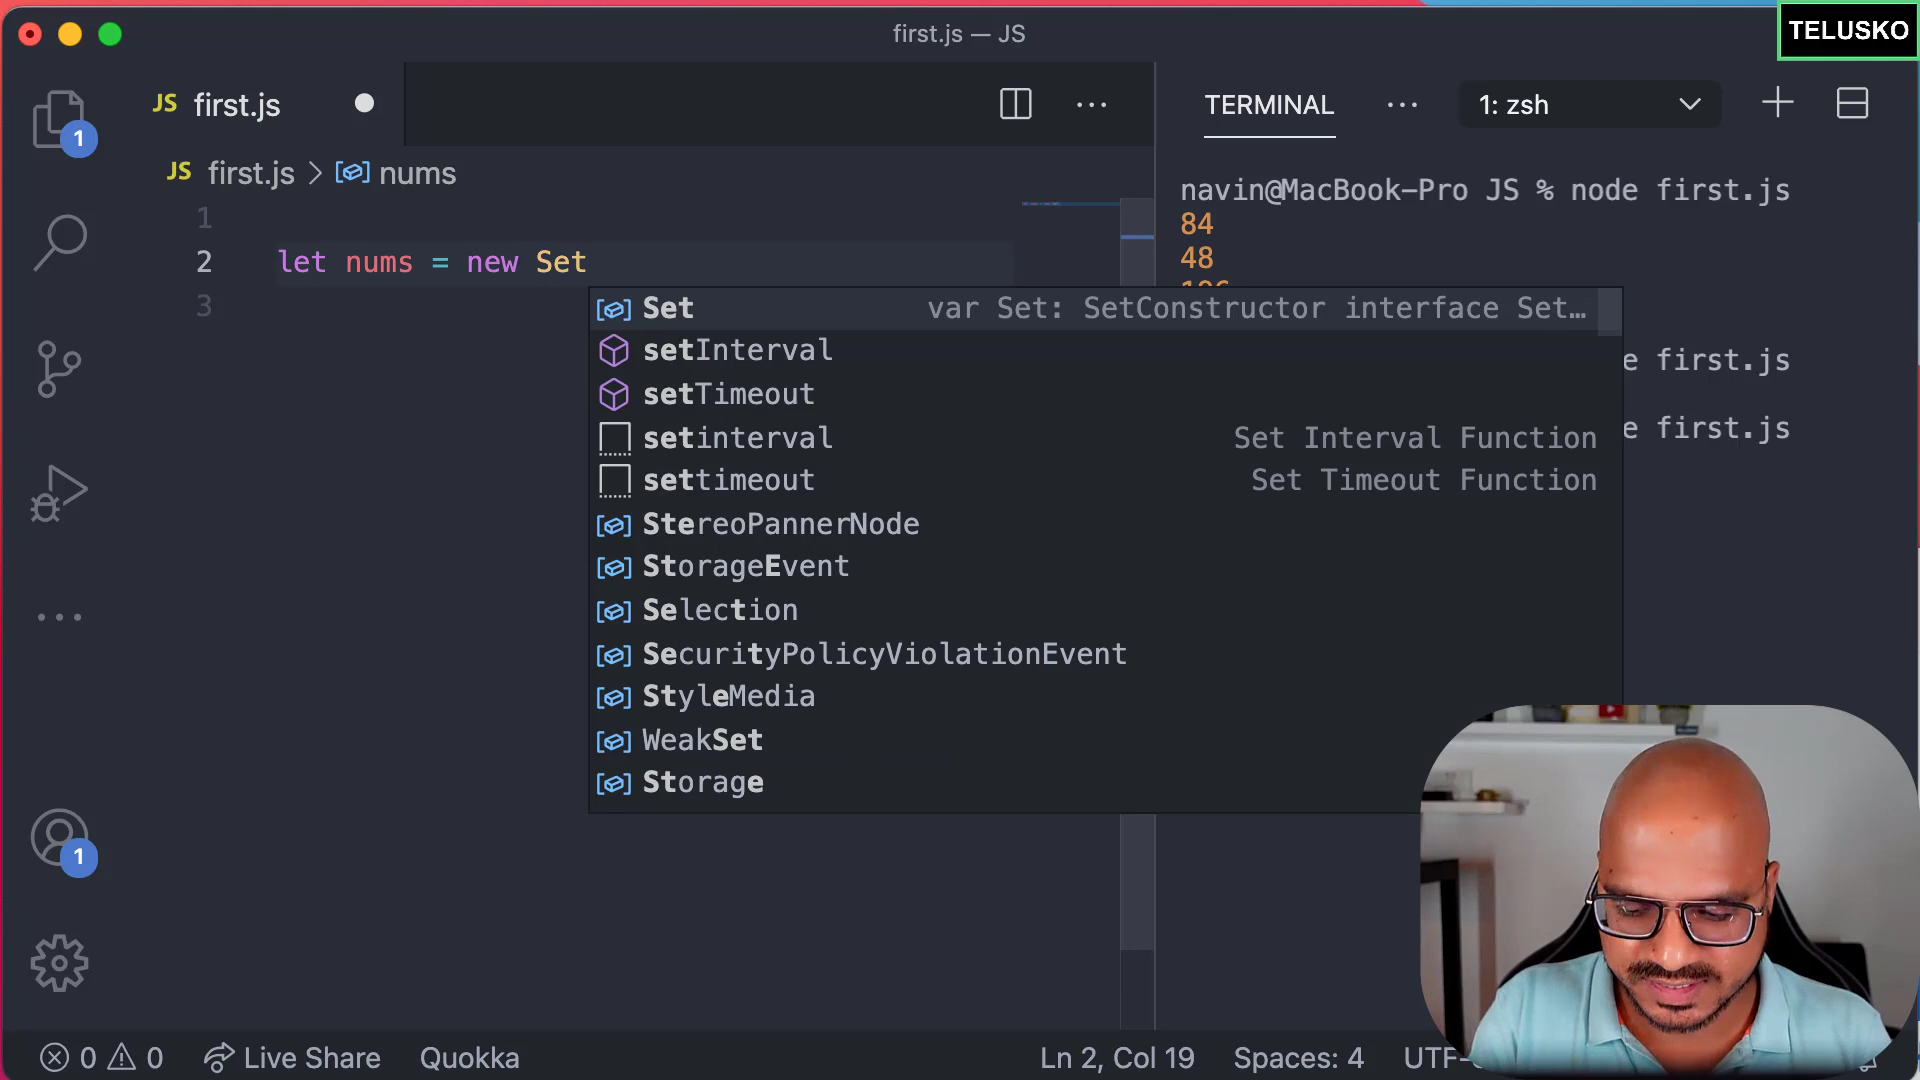 first.js — JS
TELUSKO
JS first.js
TERMINAL
1: zsh
1
JS first.js > nums
1
2 let nums = new Set
3
navin@MacBook-Pro JS % node first.js
84
48
e first.js
e first.js
Set var Set: SetConstructor interface Set…
setInterval
setTimeout
setinterval Set Interval Function
settimeout Set Timeout Function
StereoPannerNode
StorageEvent
Selection
SecurityPolicyViolationEvent
StyleMedia
WeakSet
Storage
1
0 0 Live Share Quokka Ln 2, Col 19 Spaces: 4 UTF-